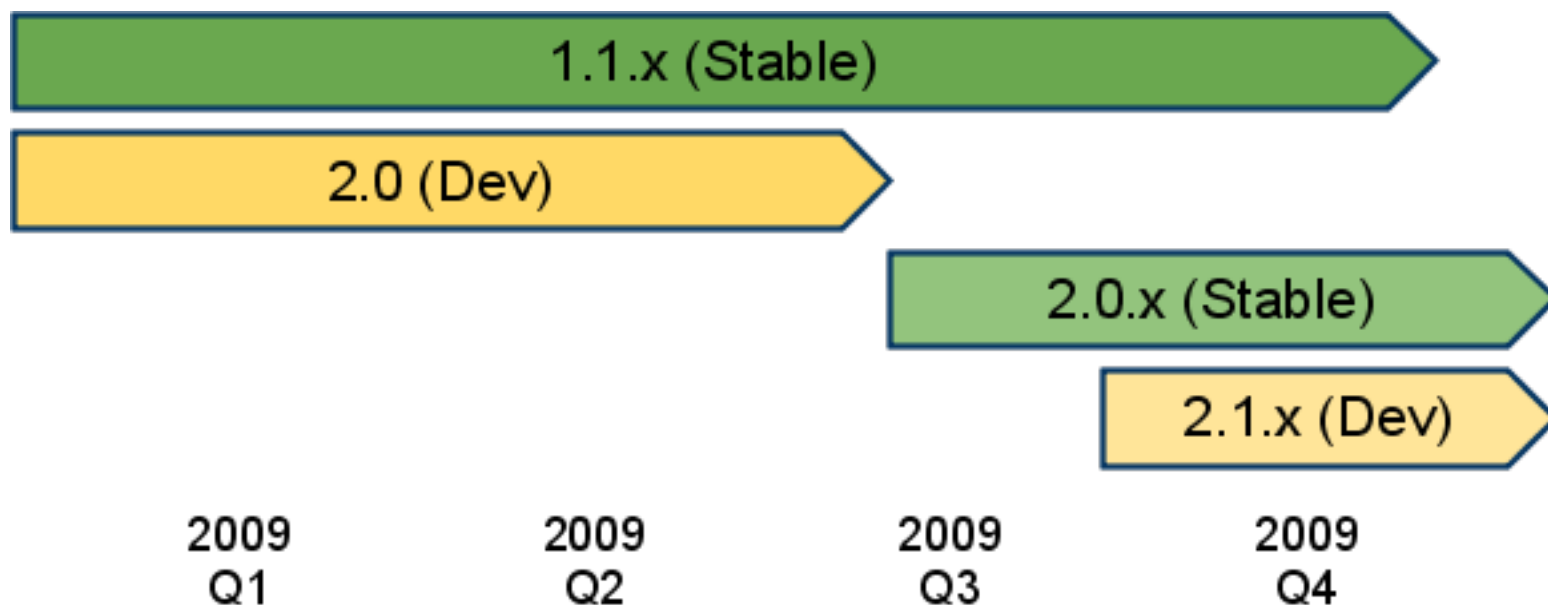 1.1.x (Stable)
2.0 (Dev)
2.0.x (Stable)
2.1.x (Dev)
2009
Q1
2009
Q2
2009
Q3
2009
Q4